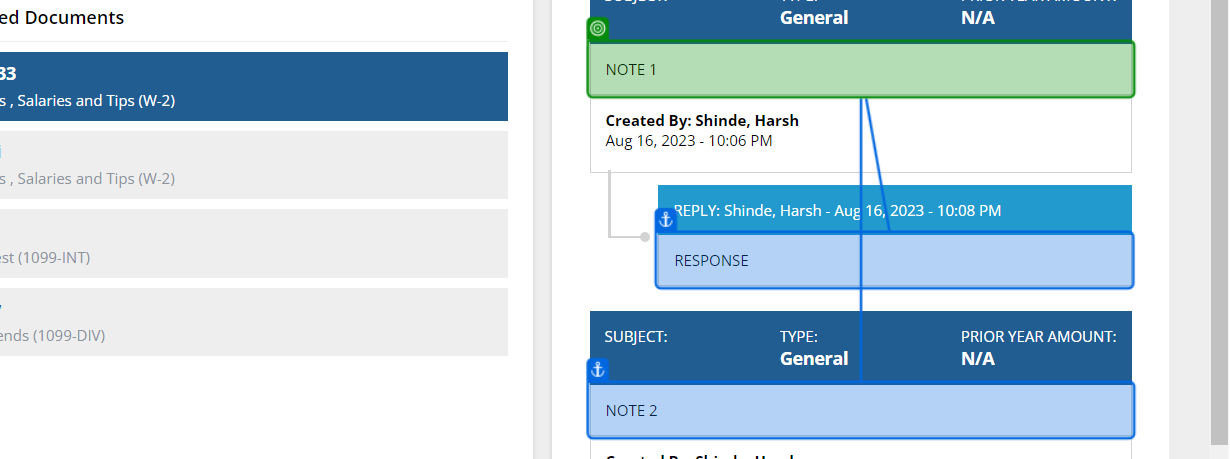 ed Documents
33
s , Salaries and Tips (W-2)
s , Salaries and Tips (W-2)
est (1099-INT)
ends (1099-DIV)
General
N/A
NOTE 1
Created By: Shinde, Harsh
Aug 16, 2023 - 10:06 PM
REPLY: Shinde, Harsh - Aug 16, 2023 - 10:08 PM
RESPONSE
SUBJECT: TYPE: PRIOR YEAR AMOUNT:
General N/A
NOTE 2